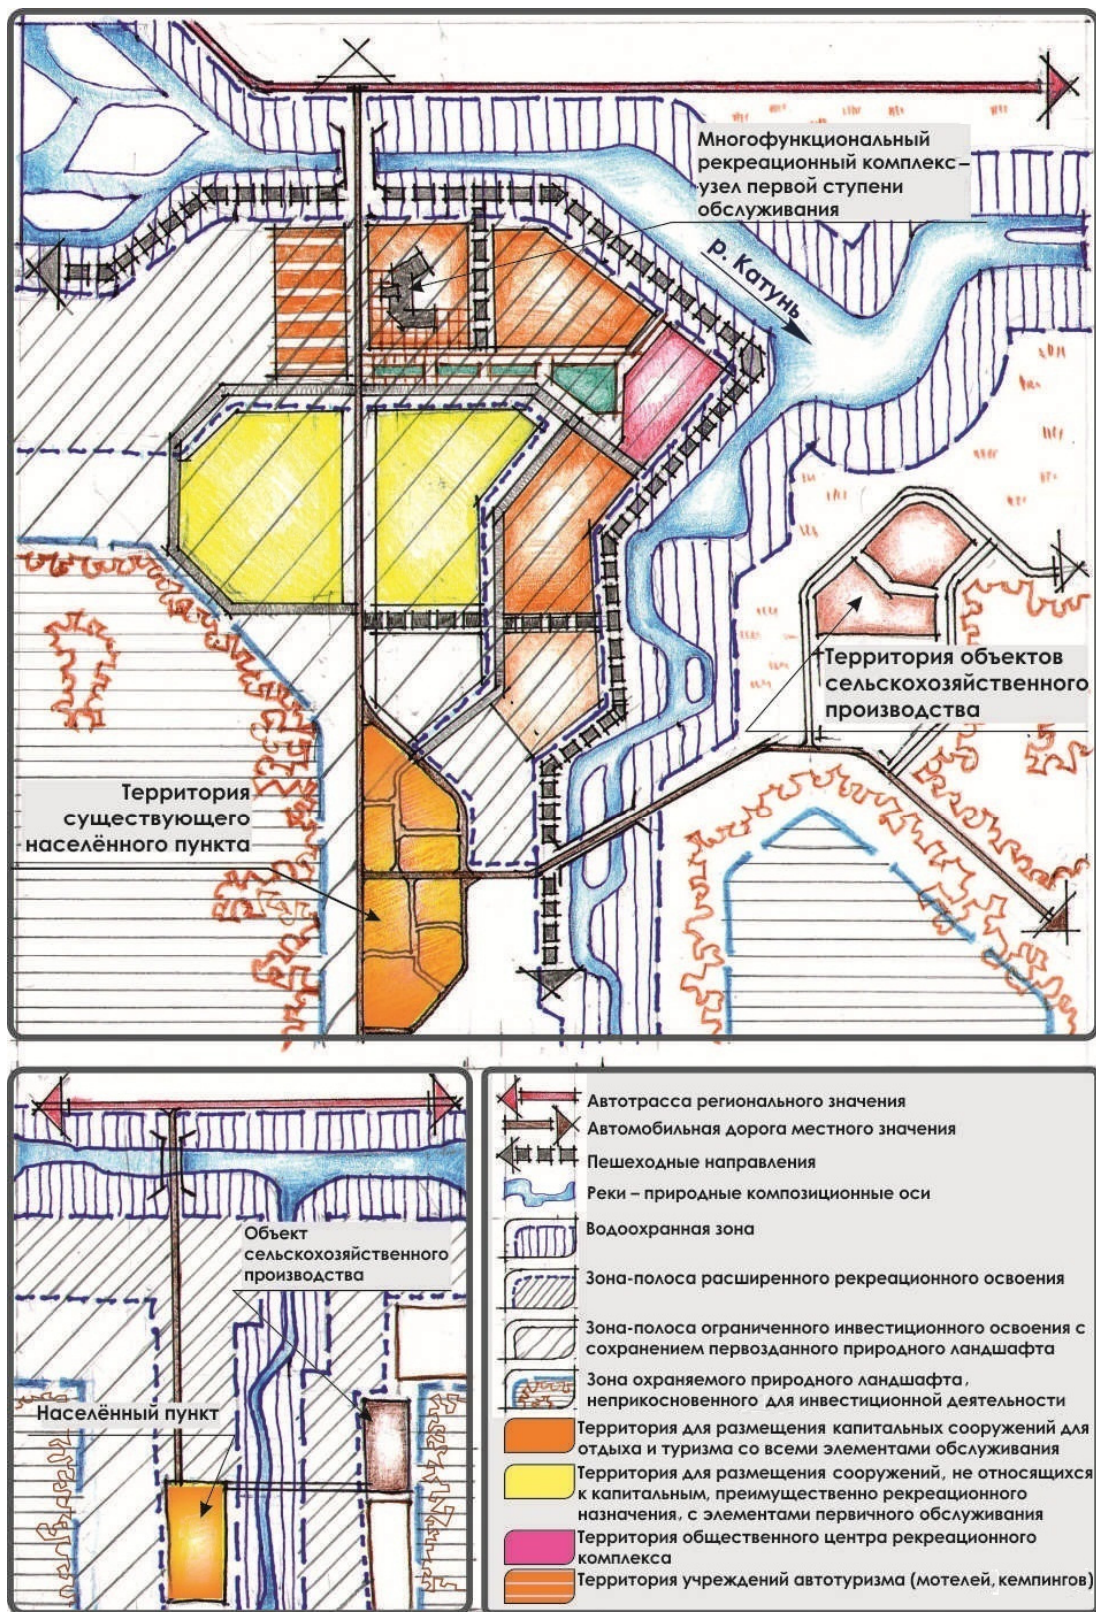 Многофункциональный
рекреационный комплекс–
узел первой ступени
обслуживания
р. Катунь
Территория объектов
сельскохозяйственного
производства
Территория
существующего
населённого пункта
Объект
сельскохозяйственного
производства
Населённый пункт
Автотрасса регионального значения
Автомобильная дорога местного значения
Пешеходные направления
Реки – природные композиционные оси
Водоохранная зона
Зона-полоса расширенного рекреационного освоения
Зона-полоса ограниченного инвестиционного освоения с
сохранением первозданного природного ландшафта
Зона охраняемого природного ландшафта,
неприкосновенного для инвестиционной деятельности
Территория для размещения капитальных сооружений для
отдыха и туризма со всеми элементами обслуживания
Территория для размещения сооружений, не относящихся
к капитальным, преимущественно рекреационного
назначения, с элементами первичного обслуживания
Территория общественного центра рекреационного
комплекса
Территория учреждений автотуризма (мотелей, кемпингов)